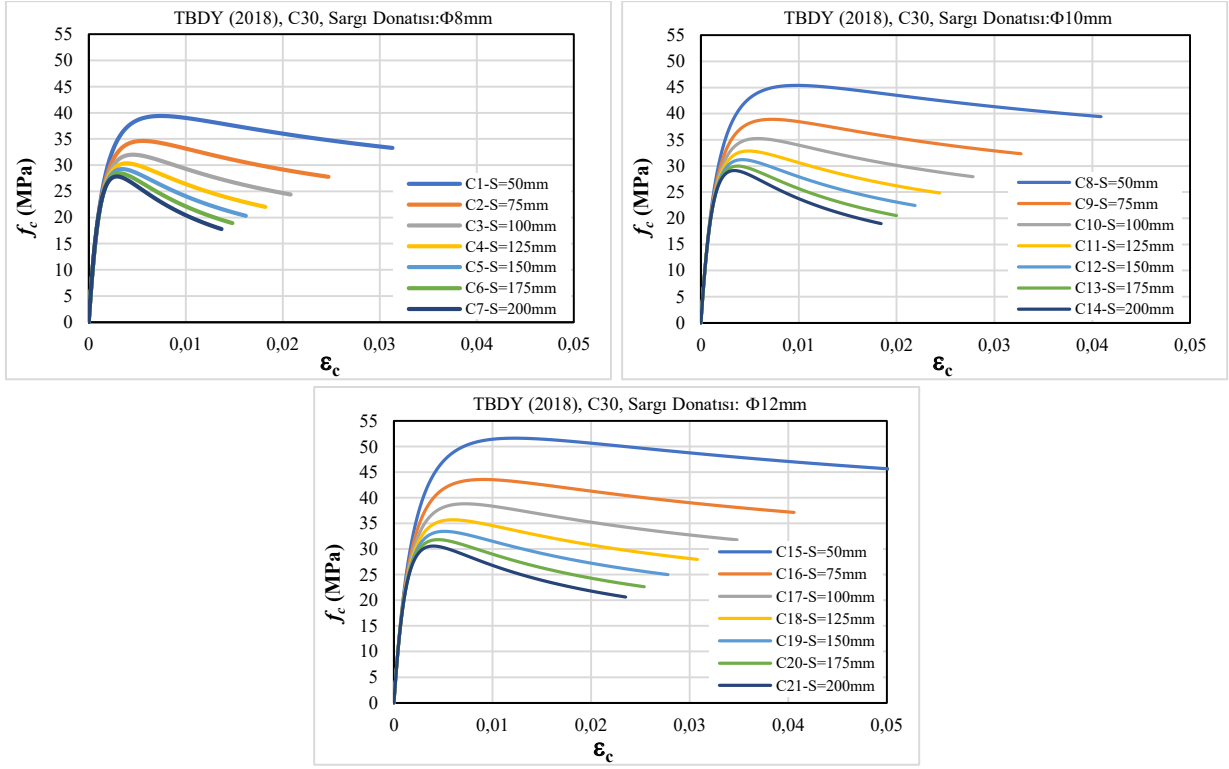 TBDY (2018), C30, Sargı Donatısı:Φ8mm
55
50
45
40
35
30
25
20
15
10
5
0
fc (MPa)
0 0,01 0,02 0,03 0,04 0,05
εc
C1-S=50mm
C2-S=75mm
C3-S=100mm
C4-S=125mm
C5-S=150mm
C6-S=175mm
C7-S=200mm
TBDY (2018), C30, Sargı Donatısı:Φ10mm
55
50
45
40
35
30
25
20
15
10
5
0
fc (MPa)
0 0,01 0,02 0,03 0,04 0,05
εc
C8-S=50mm
C9-S=75mm
C10-S=100mm
C11-S=125mm
C12-S=150mm
C13-S=175mm
C14-S=200mm
TBDY (2018), C30, Sargı Donatısı: Φ12mm
55
50
45
40
35
30
25
20
15
10
5
0
fc (MPa)
0 0,01 0,02 0,03 0,04 0,05
εc
C15-S=50mm
C16-S=75mm
C17-S=100mm
C18-S=125mm
C19-S=150mm
C20-S=175mm
C21-S=200mm